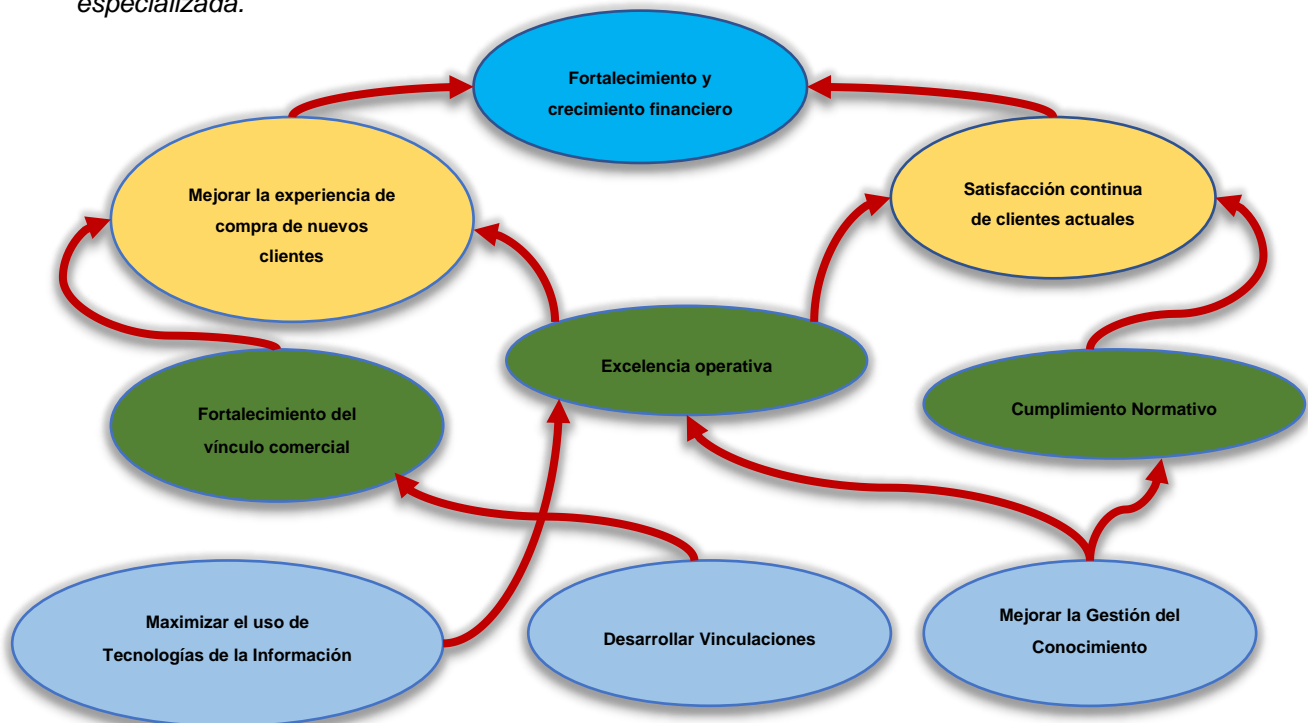 especializada.
Fortalecimiento y
crecimiento financiero
Mejorar la experiencia de
compra de nuevos
clientes
Satisfacción continua
de clientes actuales
Excelencia operativa
Fortalecimiento del
vínculo comercial
Cumplimiento Normativo
Maximizar el uso de
Tecnologías de la Información
Desarrollar Vinculaciones
Mejorar la Gestión del
Conocimiento